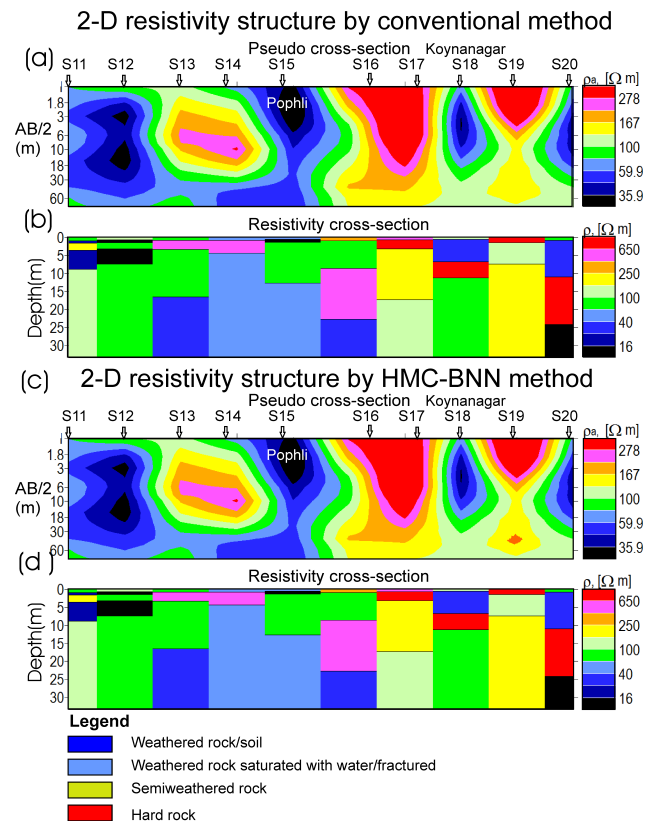 2-D resistivity structure by conventional method
(a) Pseudo cross-section Koynanagar
S11 S12 S13 S14 S15 S16 S17 S18 S19 S20
ρa, [Ω m]
AB/2
(m)
1
1.8
3
6
10
18
30
60
Pophli
278
167
100
59.9
35.9
(b) Resistivity cross-section
ρ, [Ω m]
Depth(m)
0
5
10
15
20
25
30
650
250
100
40
16
(c) 2-D resistivity structure by HMC-BNN method
Pseudo cross-section Koynanagar
S11 S12 S13 S14 S15 S16 S17 S18 S19 S20
ρa, [Ω m]
AB/2
(m)
1
1.8
3
6
10
18
30
60
Pophli
278
167
100
59.9
35.9
(d) Resistivity cross-section
ρ, [Ω m]
Depth(m)
0
5
10
15
20
25
30
650
250
100
40
16
Legend
Weathered rock/soil
Weathered rock saturated with water/fractured
Semiweathered rock
Hard rock